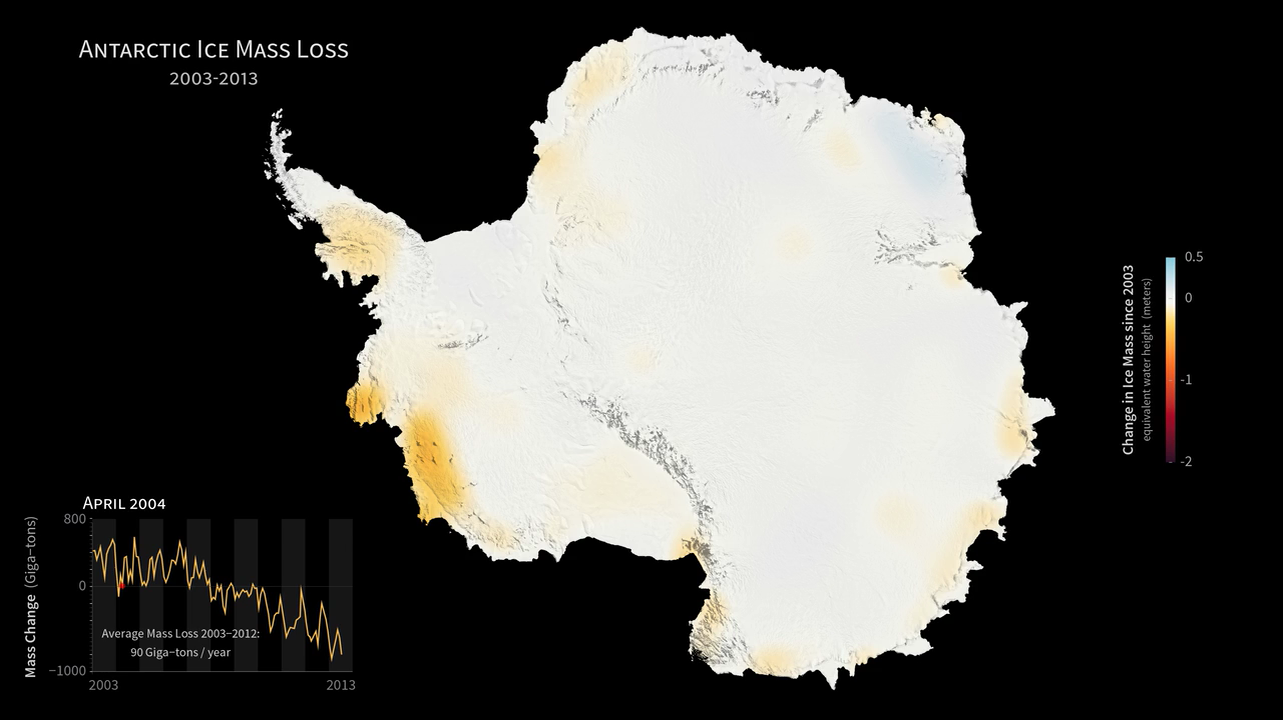 Antarctic Ice Mass Loss
2003-2013
April 2004
Mass Change (Giga-tons)
800
0
-1000
Average Mass Loss 2003-2012:
90 Giga-tons / year
2003
2013
Change in Ice Mass since 2003
equivalent water height (meters)
0.5
0
-1
-2